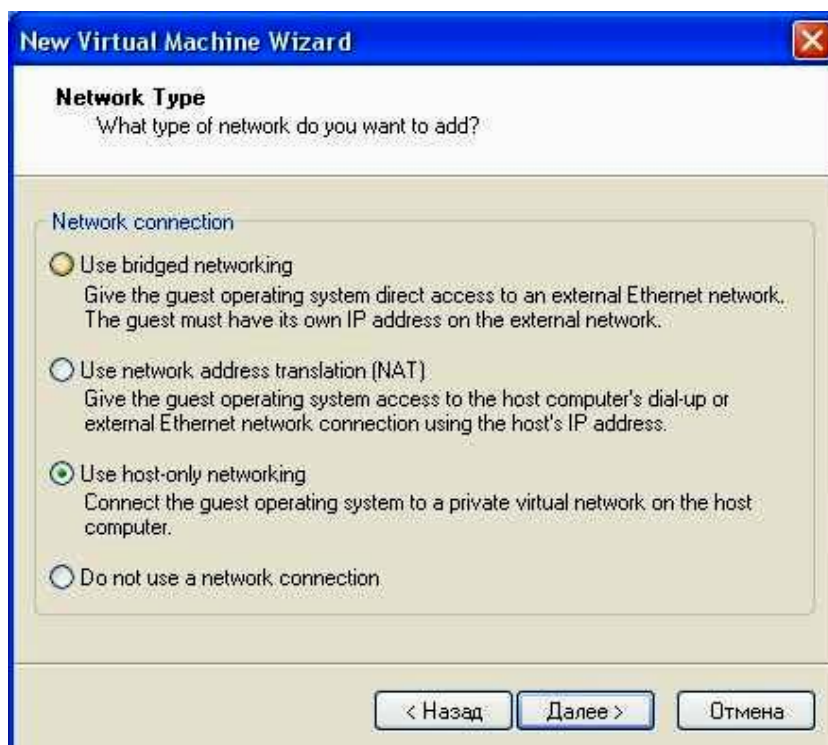 New Virtual Machine Wizard
Network Type
What type of network do you want to add?
Network connection
Use bridged networking
Give the guest operating system direct access to an external Ethernet network.
The guest must have its own IP address on the external network.
Use network address translation (NAT)
Give the guest operating system access to the host computer's dial-up or
external Ethernet network connection using the host's IP address.
Use host-only networking
Connect the guest operating system to a private virtual network on the host
computer.
Do not use a network connection
< Назад Далее > Отмена